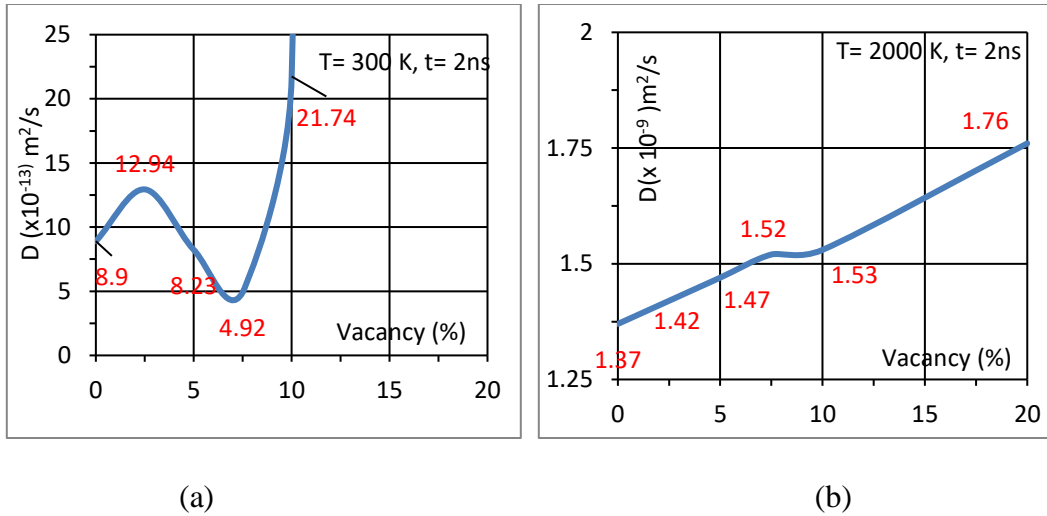 25
20
15
10
5
0
D (x10⁻¹³⁾ m²/s
T= 300 K, t= 2ns
21.74
12.94
8.9
8.23
4.92
Vacancy (%)
0 5 10 15 20
(a)
2
1.75
1.5
1.25
D(x 10⁻⁹ )m²/s
T= 2000 K, t= 2ns
1.76
1.52
1.53
1.47
1.42
1.37
Vacancy (%)
0 5 10 15 20
(b)